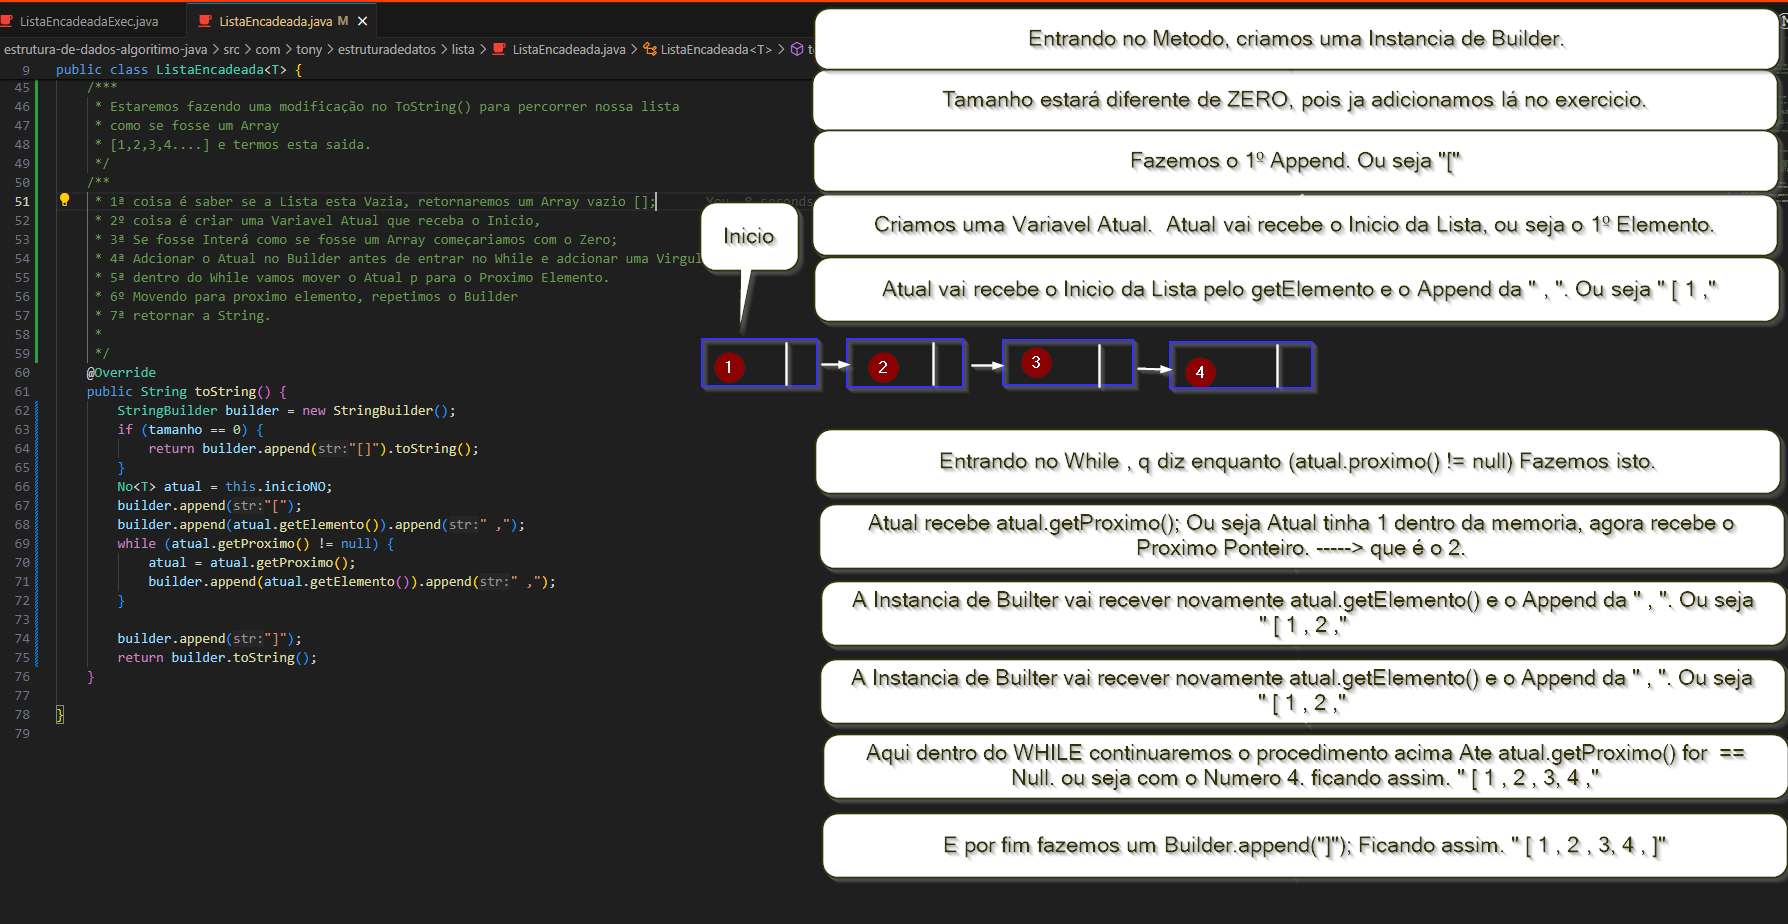 ListaEncadeadaExec.java
ListaEncadeada.java M
estrutura-de-dados-algoritimo-java > src > com > tony > estruturadedatos > lista > ListaEncadeada.java > ListaEncadeada<T>
9 public class ListaEncadeada<T> {
45 /***
46 * Estaremos fazendo uma modificação no ToString() para percorrer nossa lista
47 * como se fosse um Array
48 * [1,2,3,4....] e termos esta saida.
49 */
50 /**
51 * 1ª coisa é saber se a Lista esta Vazia, retornaremos um Array vazio [];
52 * 2º coisa é criar uma Variavel Atual que receba o Inicio,
53 * 3ª Se fosse Interá como se fosse um Array começariamos com o Zero;
54 * 4ª Adcionar o Atual no Builder antes de entrar no While e adcionar uma Virgul
55 * 5ª dentro do While vamos mover o Atual p para o Proximo Elemento.
56 * 6º Movendo para proximo elemento, repetimos o Builder
57 * 7ª retornar a String.
58 *
59 */
60 @Override
61 public String toString() {
62 StringBuilder builder = new StringBuilder();
63 if (tamanho == 0) {
64 return builder.append(str:"[]").toString();
65 }
66 No<T> atual = this.inicioNO;
67 builder.append(str:"[");
68 builder.append(atual.getElemento()).append(str:" ,");
69 while (atual.getProximo() != null) {
70 atual = atual.getProximo();
71 builder.append(atual.getElemento()).append(str:" ,");
72 }
73
74 builder.append(str:"]");
75 return builder.toString();
76 }
77
78 }
79
Entrando no Metodo, criamos uma Instancia de Builder.
Tamanho estará diferente de ZERO, pois ja adicionamos lá no exercicio.
Fazemos o 1º Append. Ou seja "["
Criamos uma Variavel Atual. Atual vai recebe o Inicio da Lista, ou seja o 1º Elemento.
Atual vai recebe o Inicio da Lista pelo getElemento e o Append da " , ". Ou seja " [ 1 ,"
Inicio
1
2
3
4
Entrando no While , q diz enquanto (atual.proximo() != null) Fazemos isto.
Atual recebe atual.getProximo(); Ou seja Atual tinha 1 dentro da memoria, agora recebe o
Proximo Ponteiro. -----> que é o 2.
A Instancia de Builter vai recever novamente atual.getElemento() e o Append da " , ". Ou seja
" [ 1 , 2 ,"
A Instancia de Builter vai recever novamente atual.getElemento() e o Append da " , ". Ou seja
" [ 1 , 2 ,"
Aqui dentro do WHILE continuaremos o procedimento acima Ate atual.getProximo() for ==
Null. ou seja com o Numero 4. ficando assim. " [ 1 , 2 , 3, 4 ,"
E por fim fazemos um Builder.append("]"); Ficando assim. " [ 1 , 2 , 3, 4 , ]"